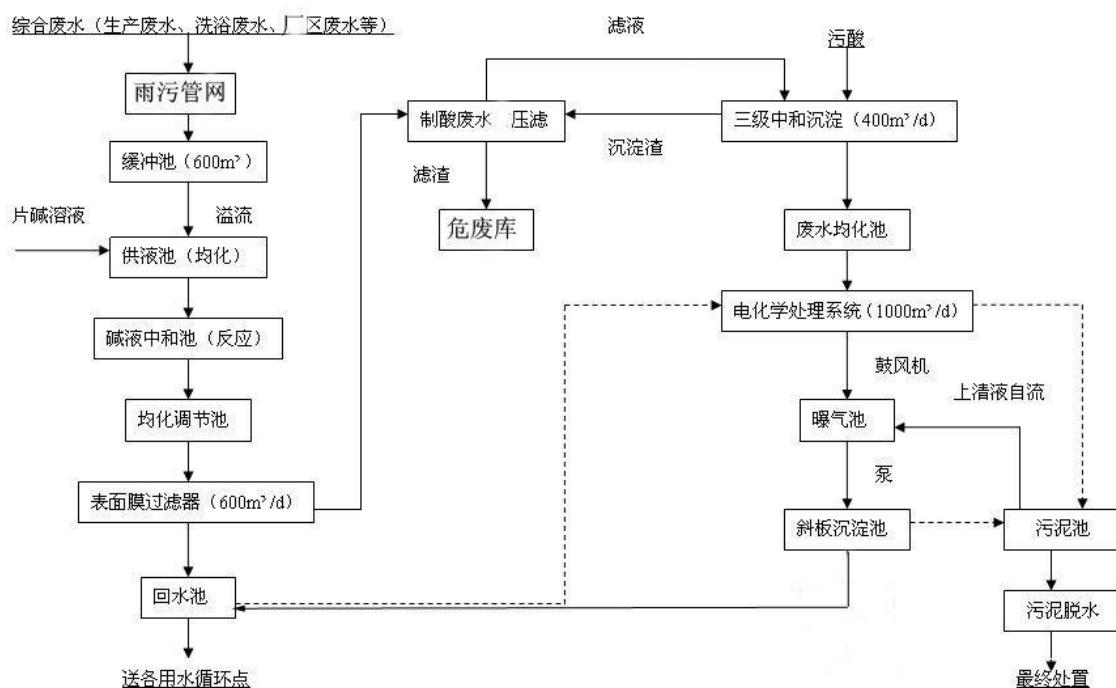 综合废水（生产废水、洗浴废水、厂区废水等）
雨污管网
缓冲池（600m³）
片碱溶液
溢流
供液池（均化）
碱液中和池（反应）
均化调节池
表面膜过滤器（600m³/d）
回水池
送各用水循环点
滤液
污酸
制酸废水 压滤
三级中和沉淀（400m³/d）
沉淀渣
滤渣
危废库
废水均化池
电化学处理系统（1000m³/d）
鼓风机
上清液自流
曝气池
泵
斜板沉淀池
污泥池
污泥脱水
最终处置